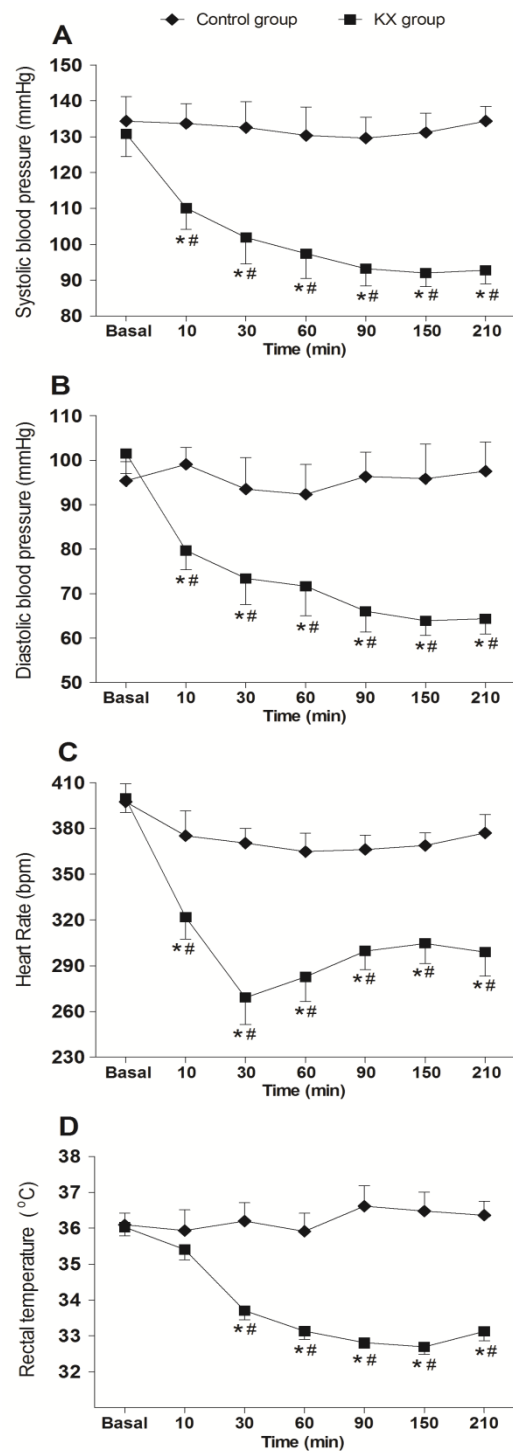 Control group KX group
A
Systolic blood pressure (mmHg)
150
140
130
120
110
100
90
80
*# *# *# *# *# *#
Basal 10 30 60 90 150 210
Time (min)
B
Diastolic blood pressure (mmHg)
110
100
90
80
70
60
50
*# *# *# *# *# *#
Basal 10 30 60 90 150 210
Time (min)
C
Heart Rate (bpm)
410
380
320
290
260
230
*# *# *# *# *# *#
Basal 10 30 60 90 150 210
Time (min)
D
Rectal temperature ( ⁰C)
38
37
36
35
33
32
*# *# *# *# *#
Basal 10 30 60 90 150 210
Time (min)